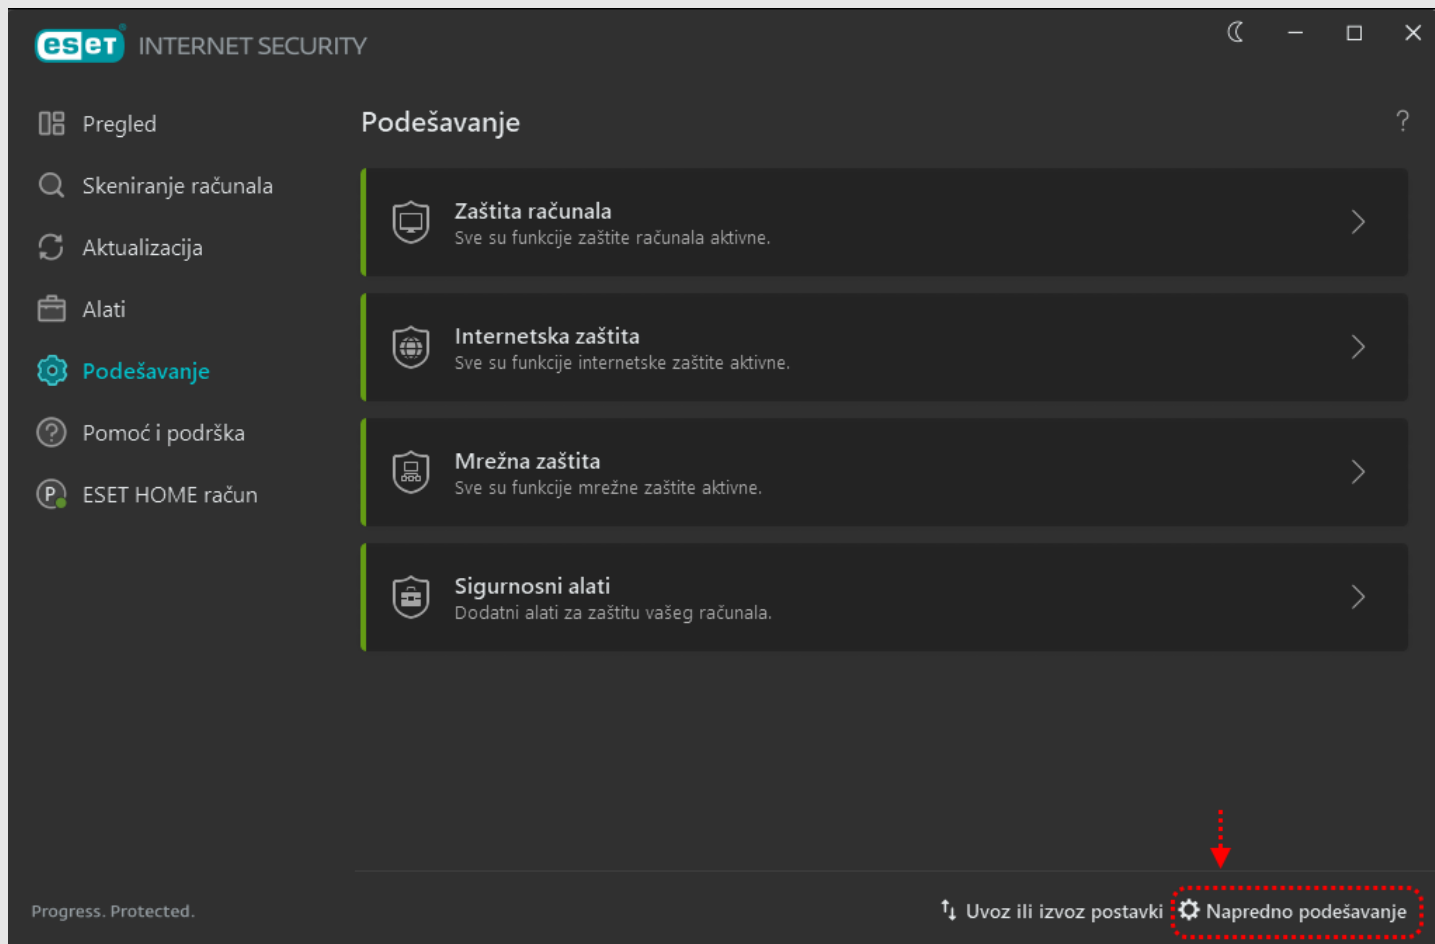 eset INTERNET SECURITY
Pregled
Skeniranje računala
Aktualizacija
Alati
Podešavanje
Pomoć i podrška
P
ESET HOME račun
Podešavanje
?
Zaštita računala
Sve su funkcije zaštite računala aktivne.
Internetska zaštita
Sve su funkcije internetske zaštite aktivne.
Mrežna zaštita
Sve su funkcije mrežne zaštite aktivne.
Sigurnosni alati
Dodatni alati za zaštitu vašeg računala.
Progress. Protected.
Uvoz ili izvoz postavki
Napredno podešavanje